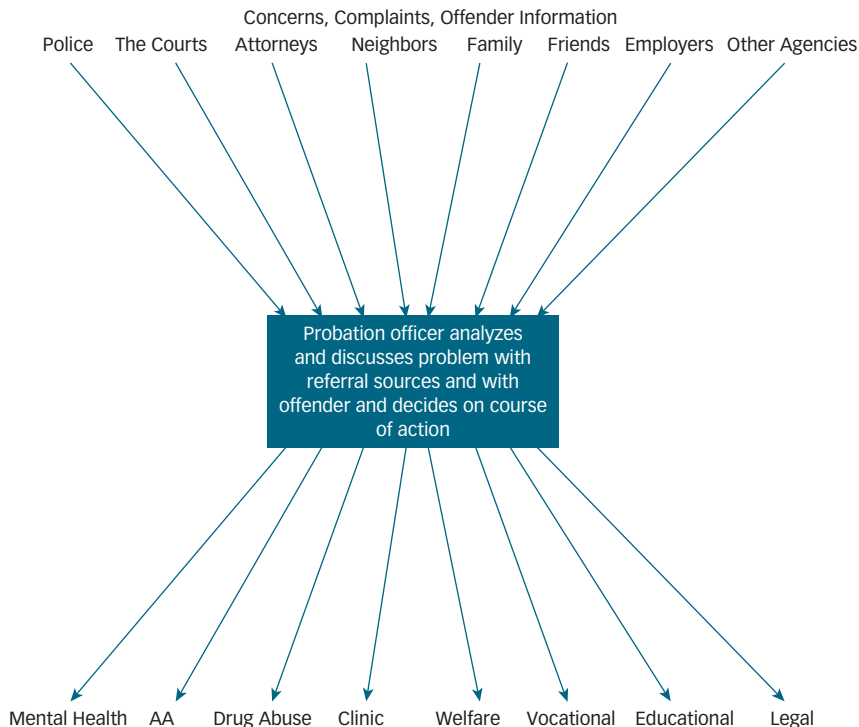 Concerns, Complaints, Offender Information
Police The Courts Attorneys Neighbors Family Friends Employers Other Agencies
Probation officer analyzes
and discusses problem with
referral sources and with
offender and decides on course
of action
Mental Health AA Drug Abuse Clinic Welfare Vocational Educational Legal